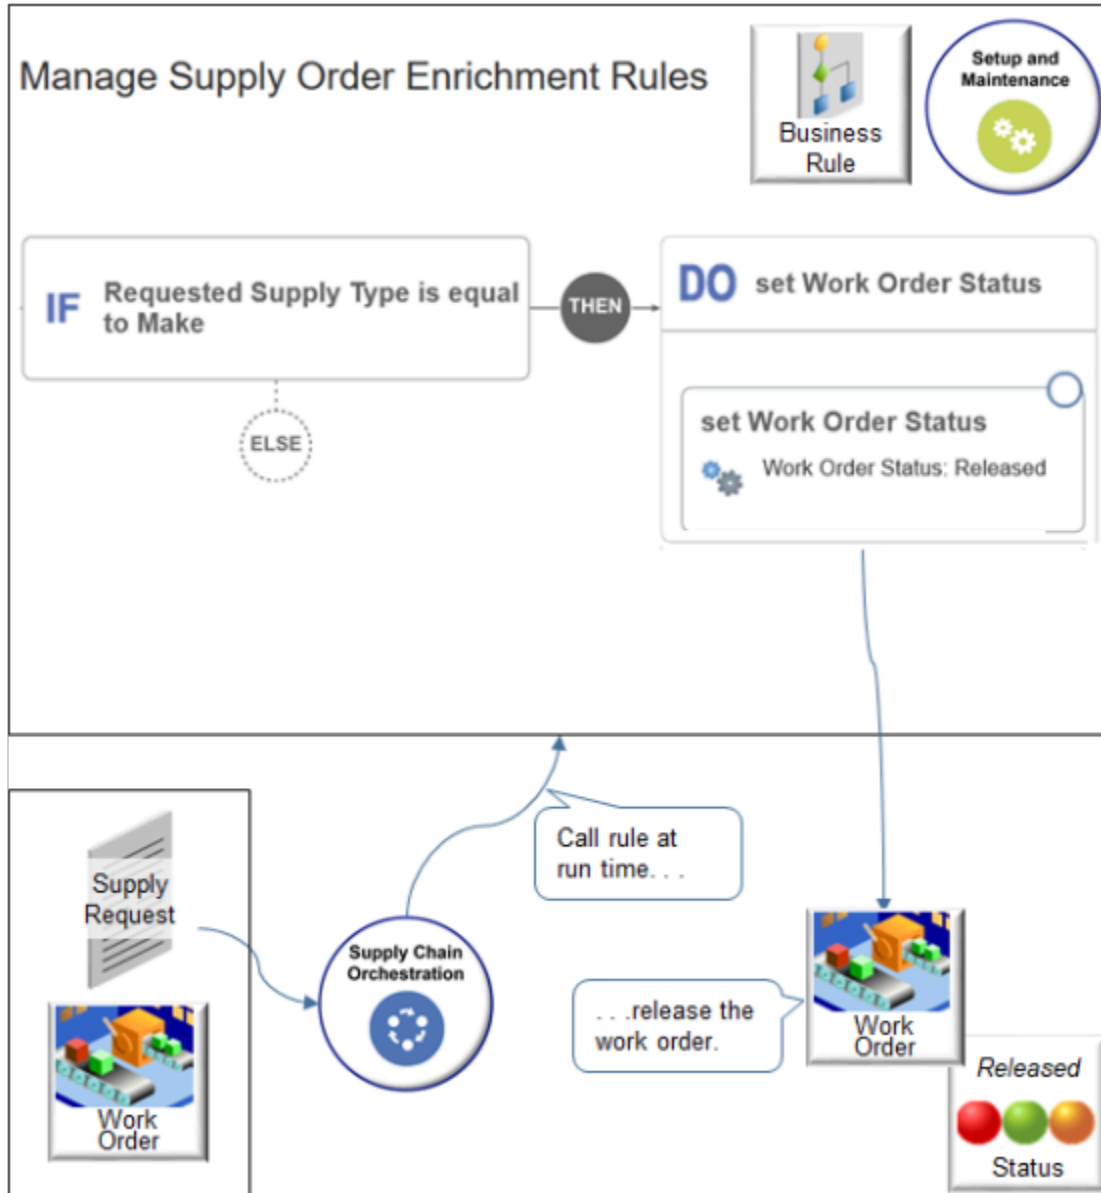 Manage Supply Order Enrichment Rules
Business
Rule
Setup and
Maintenance
IF
Requested Supply Type is equal
to Make
THEN
ELSE
DO set Work Order Status
set Work Order Status
Work Order Status: Released
Supply
Request
Work
Order
Supply Chain
Orchestration
Call rule at
run time. . .
. . .release the
work order.
Work
Order
Released
Status